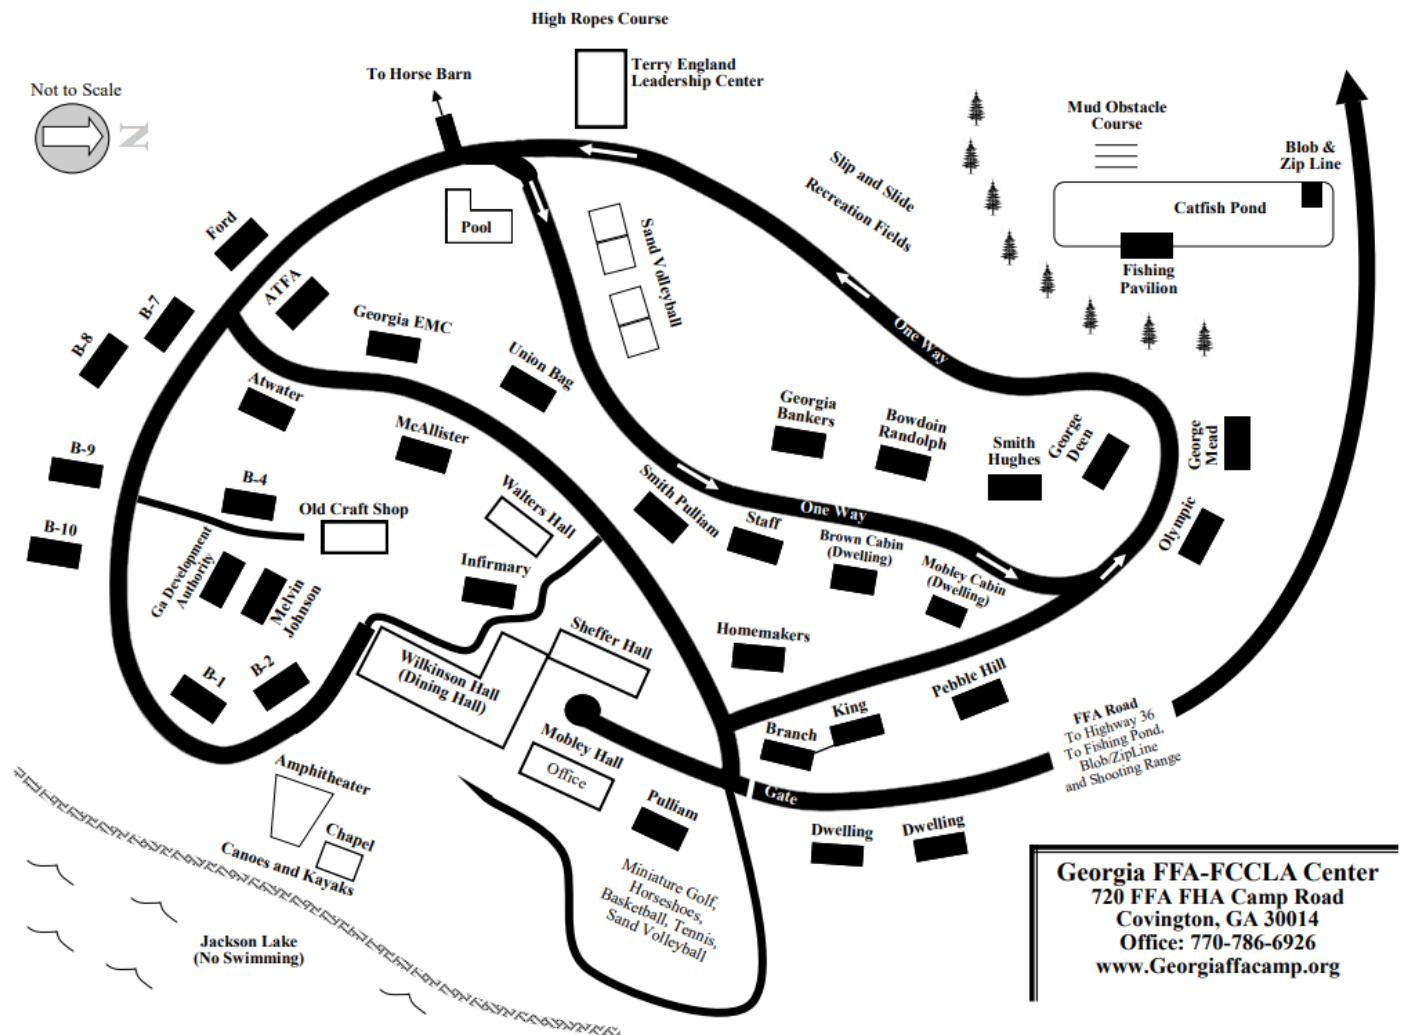 High Ropes Course
Terry England
Leadership Center
To Horse Barn
Not to Scale
N
Mud Obstacle
Course
Blob &
Zip Line
Catfish Pond
Fishing
Pavilion
Slip and Slide
Recreation Fields
Pool
Sand Volleyball
Ford
ATFA
Georgia EMC
B-7
B-8
Union Bag
One Way
Atwater
McAllister
Georgia
Bankers
Bowdoin
Randolph
Smith
Hughes
George
Deen
George
Mead
B-9
B-4
B-10
Old Craft Shop
Walters Hall
Smith Pulliam
Staff
One Way
Brown Cabin
(Dwelling)
Mobley Cabin
(Dwelling)
Olympic
Infirmary
Ga Development
Authority
Melvin
Johnson
Sheffer Hall
Homemakers
B-1
B-2
Wilkinson Hall
(Dining Hall)
Pebble Hill
King
Branch
FFA Road
To Highway 36
To Fishing Pond,
Blob/ZipLine
and Shooting Range
Mobley Hall
Office
Gate
Amphitheater
Pulliam
Dwelling
Dwelling
Chapel
Canoes and Kayaks
Miniature Golf,
Horseshoes,
Basketball, Tennis,
Sand Volleyball
Jackson Lake
(No Swimming)
Georgia FFA-FCCLA Center
720 FFA FHA Camp Road
Covington, GA 30014
Office: 770-786-6926
www.Georgiaffacamp.org